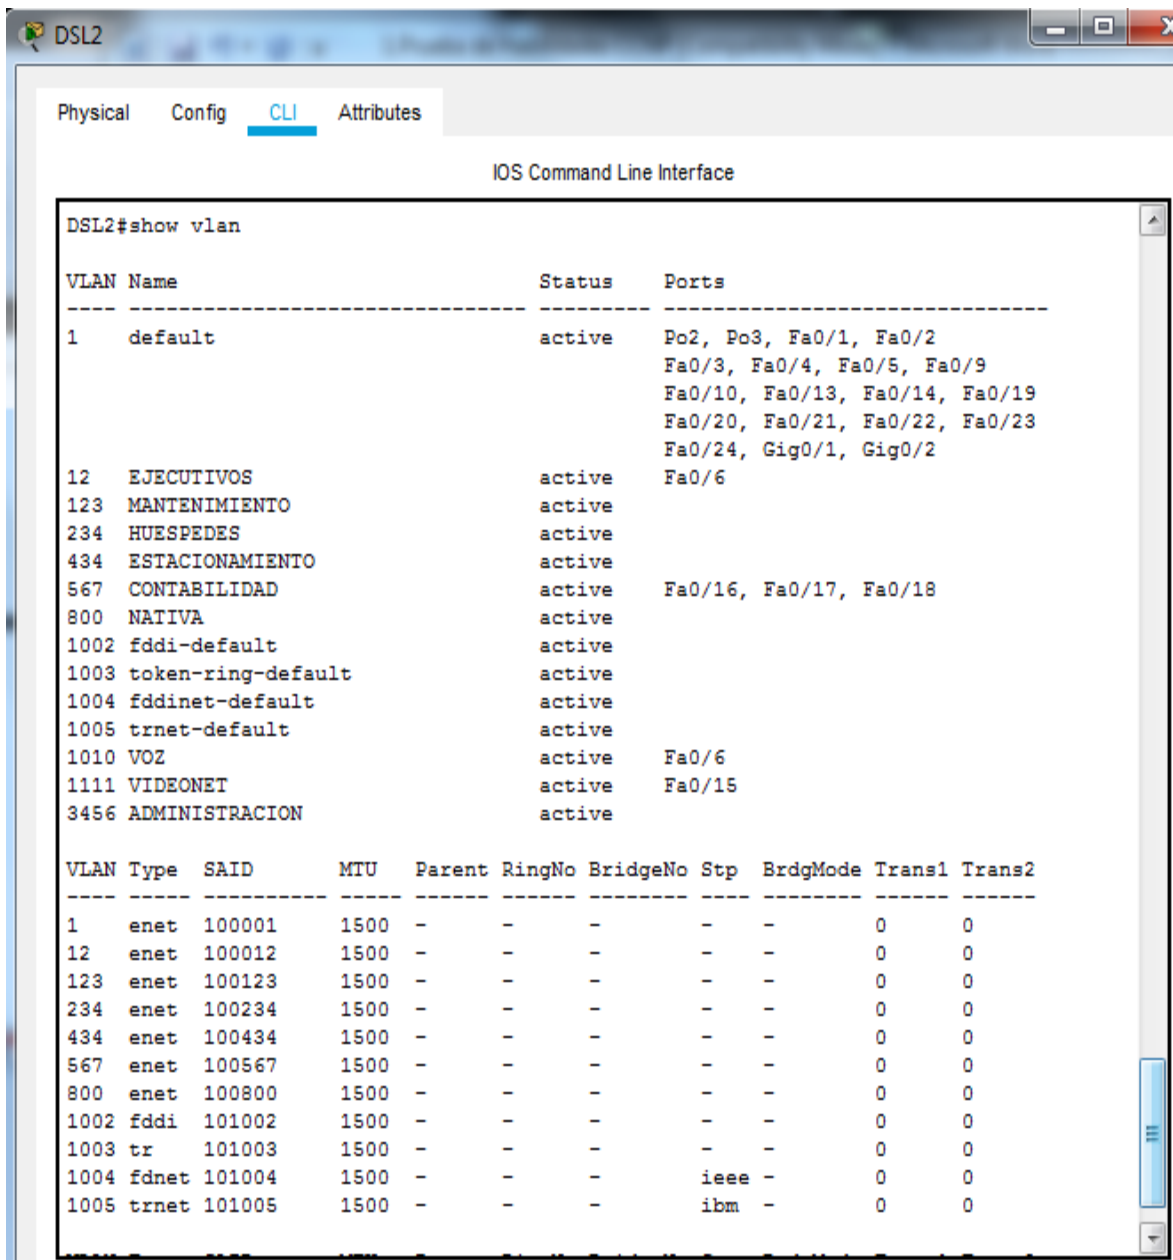 DSL2
Physical Config CLI Attributes
IOS Command Line Interface
DSL2#show vlan
VLAN Name                             Status    Ports
---- -------------------------------- --------- -------------------------------
1    default                          active    Po2, Po3, Fa0/1, Fa0/2
                                                Fa0/3, Fa0/4, Fa0/5, Fa0/9
                                                Fa0/10, Fa0/13, Fa0/14, Fa0/19
                                                Fa0/20, Fa0/21, Fa0/22, Fa0/23
                                                Fa0/24, Gig0/1, Gig0/2
12   EJECUTIVOS                       active    Fa0/6
123  MANTENIMIENTO                    active
234  HUESPEDES                        active
434  ESTACIONAMIENTO                  active
567  CONTABILIDAD                     active    Fa0/16, Fa0/17, Fa0/18
800  NATIVA                           active
1002 fddi-default                     active
1003 token-ring-default               active
1004 fddinet-default                  active
1005 trnet-default                    active
1010 VOZ                              active    Fa0/6
1111 VIDEONET                         active    Fa0/15
3456 ADMINISTRACION                   active
VLAN Type  SAID       MTU   Parent RingNo BridgeNo Stp  BrdgMode Trans1 Trans2
---- ----- ---------- ----- ------ ------ -------- ---- -------- ------ ------
1    enet  100001     1500  -      -      -        -    -        0      0
12   enet  100012     1500  -      -      -        -    -        0      0
123  enet  100123     1500  -      -      -        -    -        0      0
234  enet  100234     1500  -      -      -        -    -        0      0
434  enet  100434     1500  -      -      -        -    -        0      0
567  enet  100567     1500  -      -      -        -    -        0      0
800  enet  100800     1500  -      -      -        -    -        0      0
1002 fddi  101002     1500  -      -      -        -    -        0      0
1003 tr    101003     1500  -      -      -        -    -        0      0
1004 fdnet 101004     1500  -      -      -        ieee -        0      0
1005 trnet 101005     1500  -      -      -        ibm  -        0      0